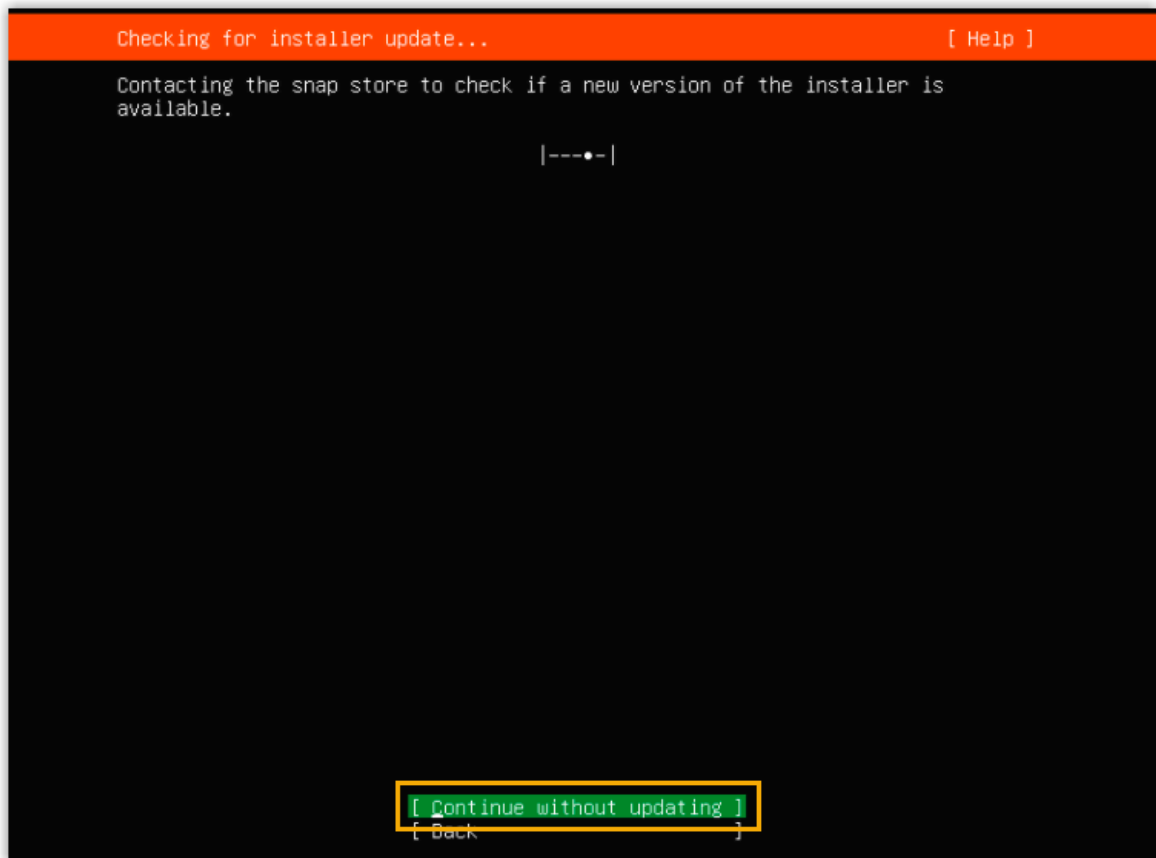 Checking for installer update... [ Help ]
Contacting the snap store to check if a new version of the installer is
available.
|---•-|
[ Continue without updating ]
[ Back ]